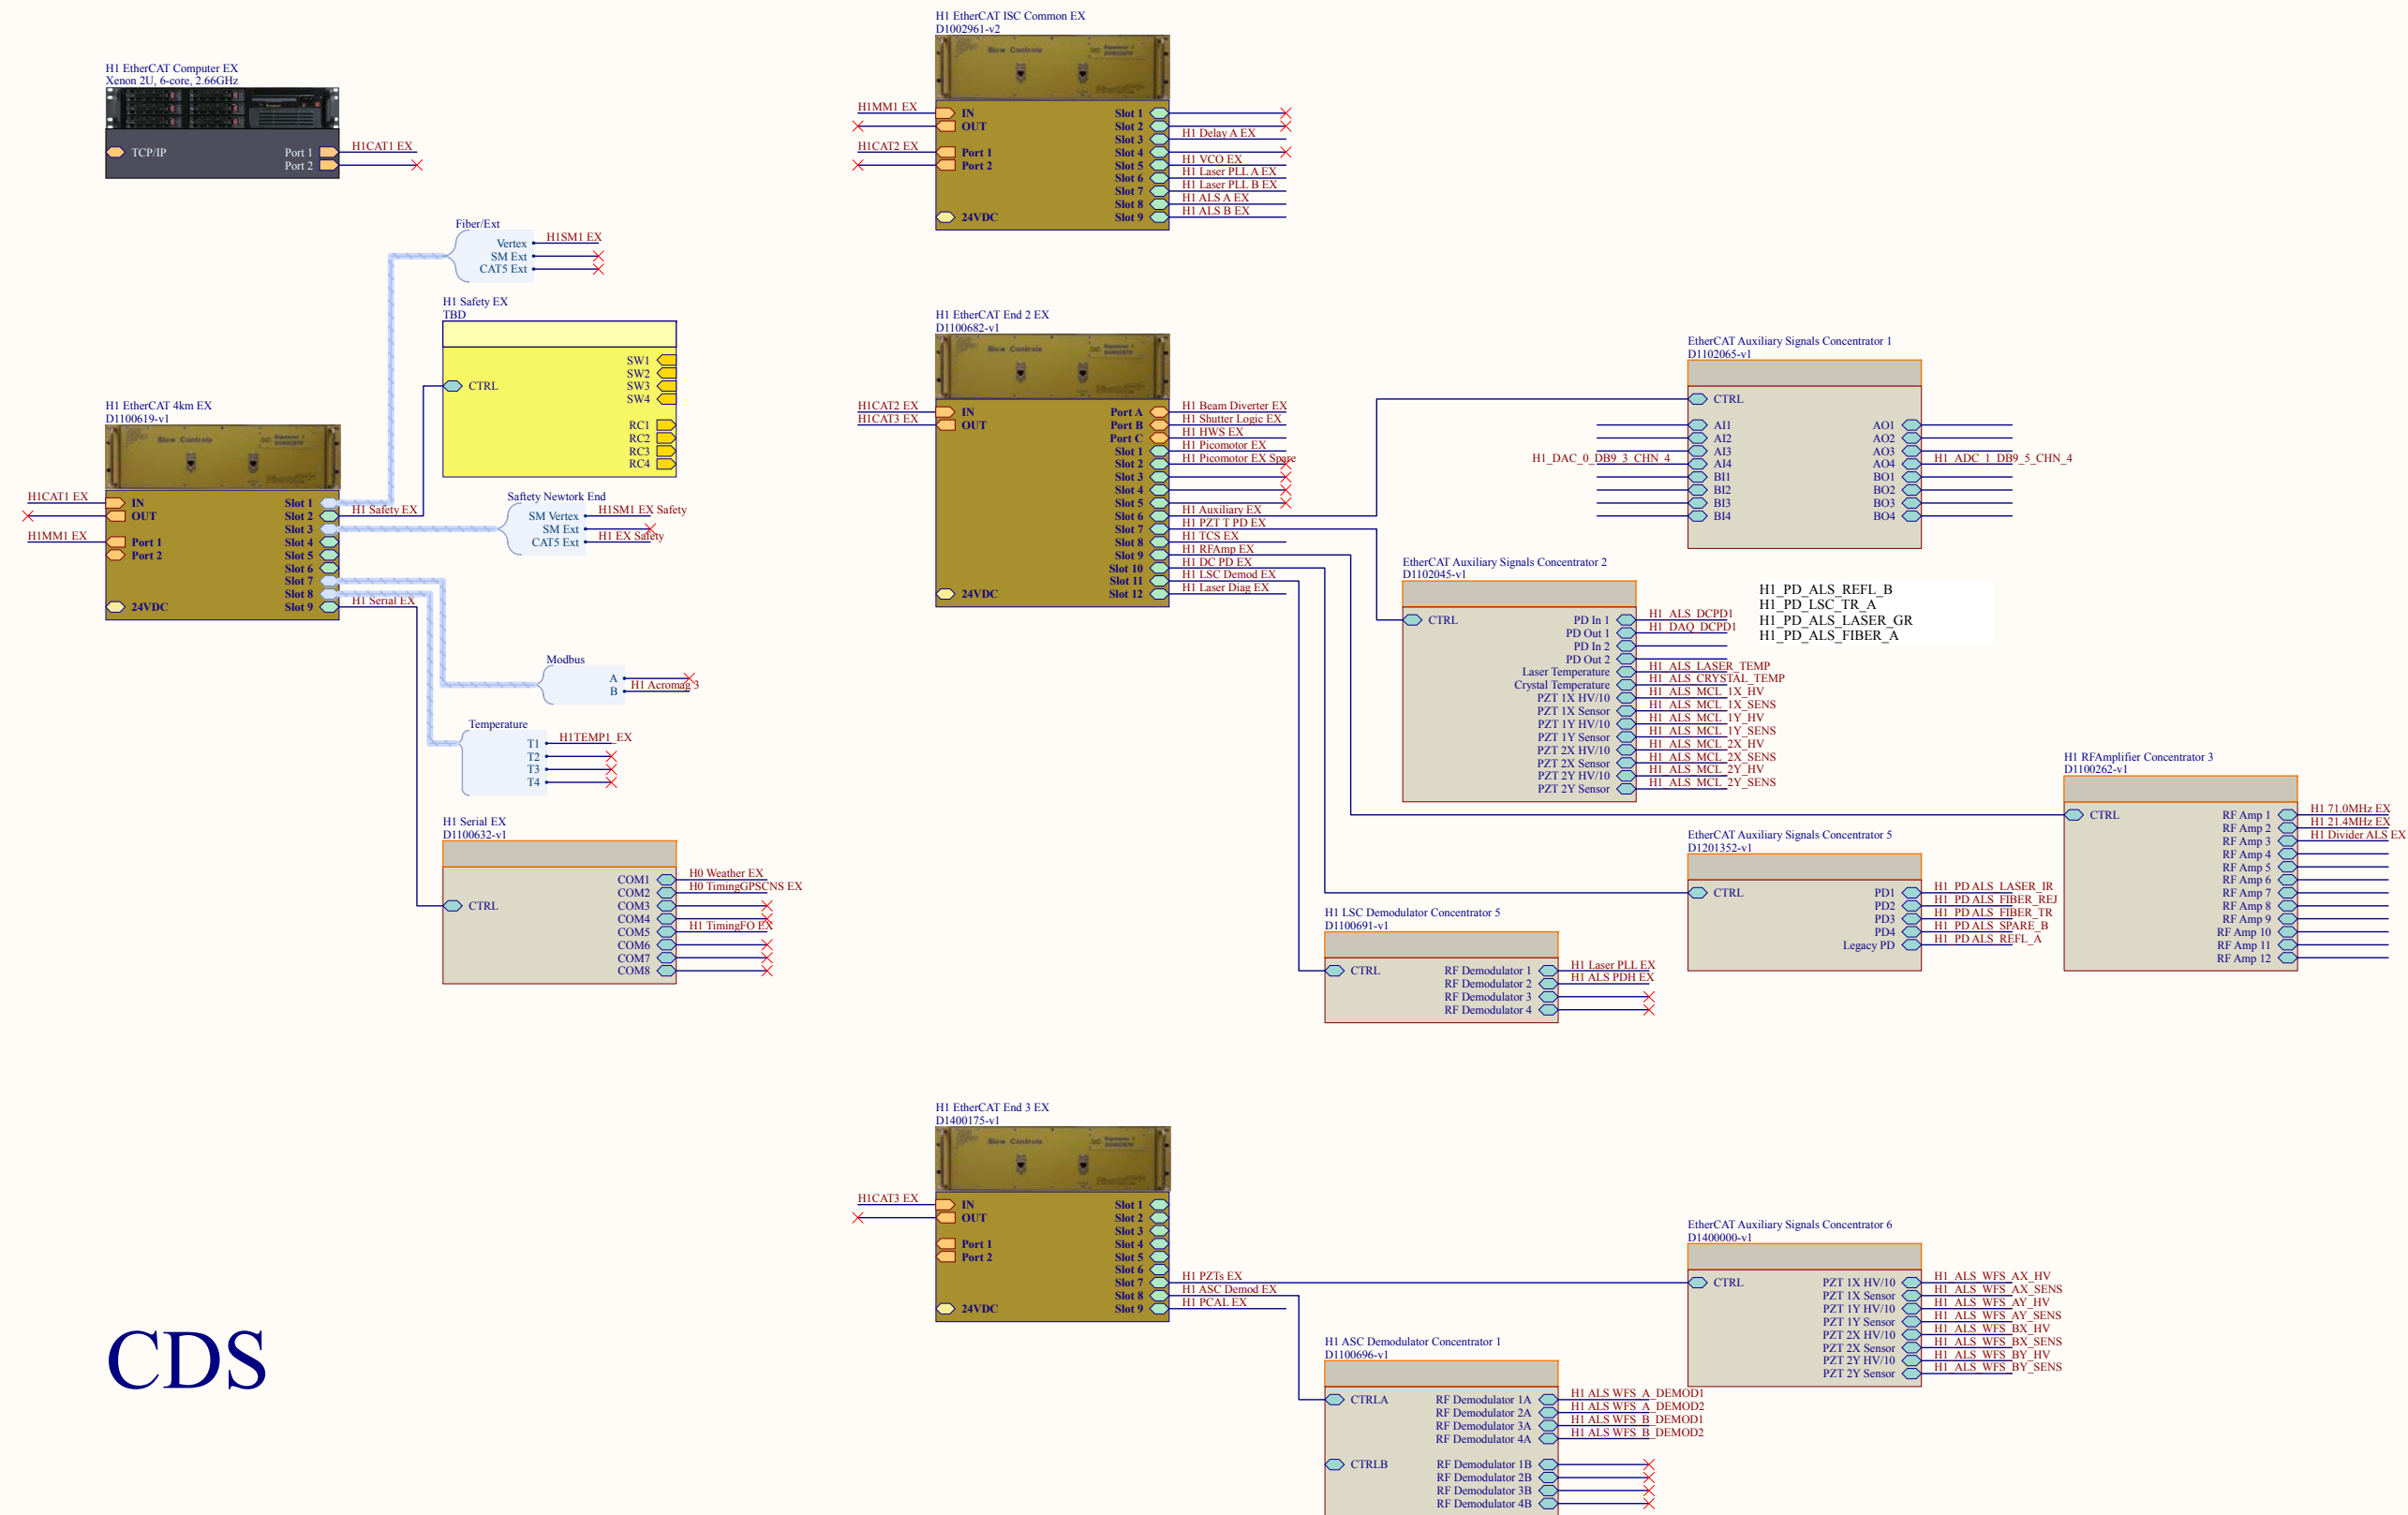 H1 EtherCAT Computer EX
Xenon 2U, 6-core, 2.66GHz
TCP/IP
Port 1
Port 2
H1CAT1 EX
Fiber/Ext
Vertex
SM Ext
CAT5 Ext
H1SM1 EX
H1 Safety EX
TBD
CTRL
SW1
SW2
SW3
SW4
RC1
RC2
RC3
RC4
H1 EtherCAT 4km EX
D1100619-v1
Slow Controls
H1CAT1 EX
H1MM1 EX
IN
OUT
Port 1
Port 2
24VDC
Slot 1
Slot 2
Slot 3
Slot 4
Slot 5
Slot 6
Slot 7
Slot 8
Slot 9
H1 Safety EX
H1 Serial EX
Saftety Newtork End
SM Vertex
SM Ext
CAT5 Ext
H1SM1 EX Safety
H1 EX Safety
Modbus
A
B
H1 Acromag 3
Temperature
T1
T2
T3
T4
H1TEMP1_EX
H1 Serial EX
D1100632-v1
CTRL
COM1
COM2
COM3
COM4
COM5
COM6
COM7
COM8
H0 Weather EX
H0 TimingGPSCNS EX
H1 TimingFO EX
CDS
H1 EtherCAT ISC Common EX
D1002961-v2
Slow Controls
H1MM1 EX
H1CAT2 EX
IN
OUT
Port 1
Port 2
24VDC
Slot 1
Slot 2
Slot 3
Slot 4
Slot 5
Slot 6
Slot 7
Slot 8
Slot 9
H1 Delay A EX
H1 VCO EX
H1 Laser PLL A EX
H1 Laser PLL B EX
H1 ALS A EX
H1 ALS B EX
H1 EtherCAT End 2 EX
D1100682-v1
Slow Controls
H1CAT2 EX
H1CAT3 EX
IN
OUT
24VDC
Port A
Port B
Port C
Slot 1
Slot 2
Slot 3
Slot 4
Slot 5
Slot 6
Slot 7
Slot 8
Slot 9
Slot 10
Slot 11
Slot 12
H1 Beam Diverter EX
H1 Shutter Logic EX
H1 HWS EX
H1 Picomotor EX
H1 Picomotor EX Spare
H1 Auxiliary EX
H1 PZT T PD EX
H1 TCS EX
H1 RFAmp EX
H1 DC PD EX
H1 LSC Demod EX
H1 Laser Diag EX
EtherCAT Auxiliary Signals Concentrator 1
D1102065-v1
CTRL
AI1
AI2
AI3
AI4
BI1
BI2
BI3
BI4
AO1
AO2
AO3
AO4
BO1
BO2
BO3
BO4
H1_DAC_0_DB9_3_CHN_4
H1_ADC_1_DB9_5_CHN_4
EtherCAT Auxiliary Signals Concentrator 2
D1102045-v1
CTRL
PD In 1
PD Out 1
PD In 2
PD Out 2
Laser Temperature
Crystal Temperature
PZT 1X HV/10
PZT 1X Sensor
PZT 1Y HV/10
PZT 1Y Sensor
PZT 2X HV/10
PZT 2X Sensor
PZT 2Y HV/10
PZT 2Y Sensor
H1_ALS_DCPD1
H1_DAQ_DCPD1
H1_ALS_LASER_TEMP
H1_ALS_CRYSTAL_TEMP
H1_ALS_MCL_1X_HV
H1_ALS_MCL_1X_SENS
H1_ALS_MCL_1Y_HV
H1_ALS_MCL_1Y_SENS
H1_ALS_MCL_2X_HV
H1_ALS_MCL_2X_SENS
H1_ALS_MCL_2Y_HV
H1_ALS_MCL_2Y_SENS
H1_PD_ALS_REFL_B
H1_PD_LSC_TR_A
H1_PD_ALS_LASER_GR
H1_PD_ALS_FIBER_A
H1 RFAmplifier Concentrator 3
D1100262-v1
CTRL
RF Amp 1
RF Amp 2
RF Amp 3
RF Amp 4
RF Amp 5
RF Amp 6
RF Amp 7
RF Amp 8
RF Amp 9
RF Amp 10
RF Amp 11
RF Amp 12
H1 71.0MHz EX
H1 21.4MHz EX
H1 Divider ALS EX
EtherCAT Auxiliary Signals Concentrator 5
D1201352-v1
CTRL
PD1
PD2
PD3
PD4
Legacy PD
H1_PD ALS_LASER_IR
H1_PD ALS_FIBER_REJ
H1_PD ALS_FIBER_TR
H1_PD ALS_SPARE_B
H1_PD ALS_REFL_A
H1 LSC Demodulator Concentrator 5
D1100691-v1
CTRL
RF Demodulator 1
RF Demodulator 2
RF Demodulator 3
RF Demodulator 4
H1 Laser PLL EX
H1 ALS PDH EX
H1 EtherCAT End 3 EX
D1400175-v1
Slow Controls
H1CAT3 EX
IN
OUT
Port 1
Port 2
24VDC
Slot 1
Slot 2
Slot 3
Slot 4
Slot 5
Slot 6
Slot 7
Slot 8
Slot 9
H1 PZTs EX
H1 ASC Demod EX
H1 PCAL EX
EtherCAT Auxiliary Signals Concentrator 6
D1400000-v1
CTRL
PZT 1X HV/10
PZT 1X Sensor
PZT 1Y HV/10
PZT 1Y Sensor
PZT 2X HV/10
PZT 2X Sensor
PZT 2Y HV/10
PZT 2Y Sensor
H1_ALS_WFS_AX_HV
H1_ALS_WFS_AX_SENS
H1_ALS_WFS_AY_HV
H1_ALS_WFS_AY_SENS
H1_ALS_WFS_BX_HV
H1_ALS_WFS_BX_SENS
H1_ALS_WFS_BY_HV
H1_ALS_WFS_BY_SENS
H1 ASC Demodulator Concentrator 1
D1100696-v1
CTRLA
CTRLB
RF Demodulator 1A
RF Demodulator 2A
RF Demodulator 3A
RF Demodulator 4A
RF Demodulator 1B
RF Demodulator 2B
RF Demodulator 3B
RF Demodulator 4B
H1 ALS WFS_A_DEMOD1
H1 ALS WFS_A_DEMOD2
H1 ALS WFS_B_DEMOD1
H1 ALS WFS_B_DEMOD2